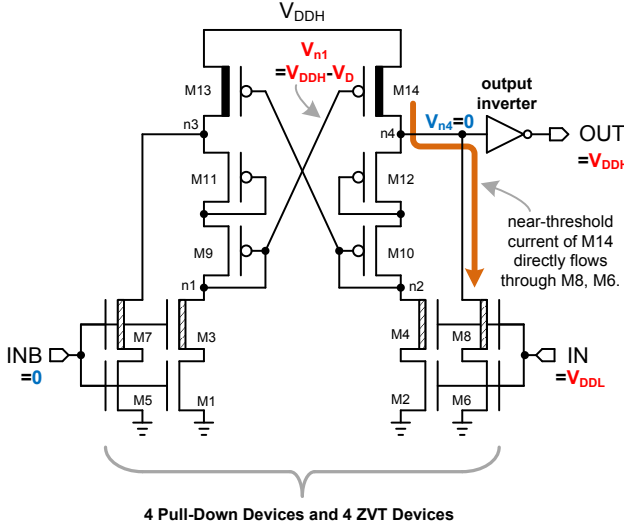 VDDH
Vn1
=VDDH-VD
M13
M14
output
inverter
n3
n4
Vn4=0
OUT
=VDDH
M11
M12
near-threshold
current of M14
directly flows
through M8, M6.
M9
M10
n1
n2
INB
=0
M7
M3
M4
M8
IN
=VDDL
M5
M1
M2
M6
4 Pull-Down Devices and 4 ZVT Devices